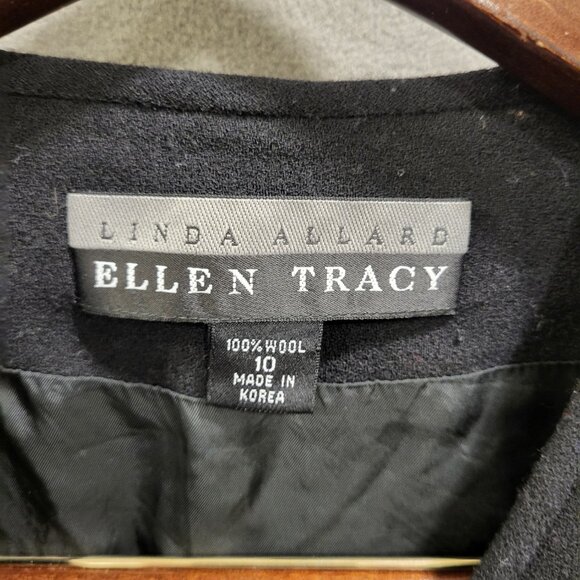 LINDA ALLARD
ELLEN TRACY
100% WOOL
10
MADE IN
KOREA